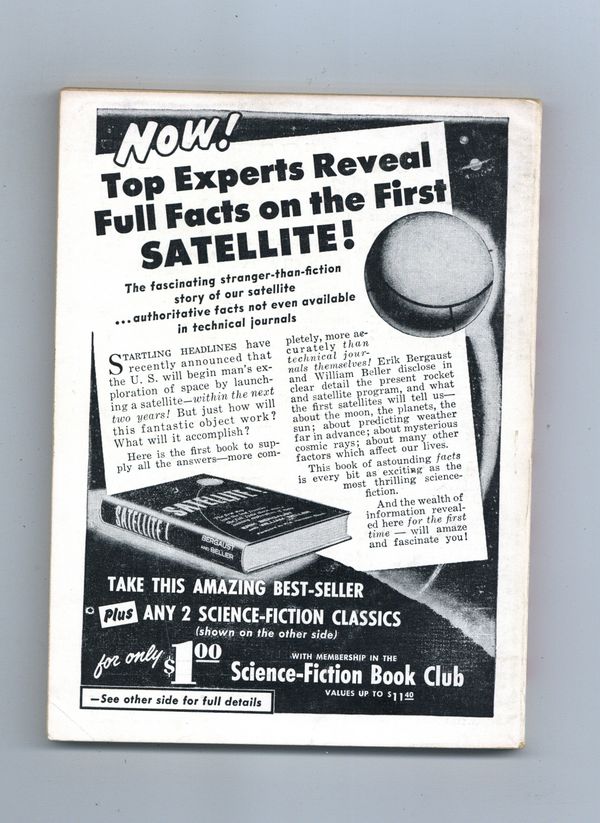 NOW!
Top Experts Reveal
Full Facts on the First
SATELLITE!
The fascinating stranger-than-fiction
story of our satellite
...authoritative facts not even available
in technical journals
STARTLING HEADLINES have
recently announced that
the U. S. will begin man's ex-
ploration of space by launch-
ing a satellite—within the next
two years! But just how will
this fantastic object work?
What will it accomplish?
Here is the first book to sup-
ply all the answers—more com-
pletely, more ac-
curately than
technical jour-
nals themselves! Erik Bergaust
and William Beller disclose in
clear detail the present rocket
and satellite program, and what
the first satellites will tell us—
about the moon, the planets, the
sun; about predicting weather
far in advance; about mysterious
cosmic rays; about many other
factors which affect our lives.
This book of astounding facts
is every bit as exciting as the
most thrilling science-
fiction.
And the wealth of
information reveal-
ed here for the first
time — will amaze
and fascinate you!
SATELLITE!
SATELLITE!
BERGAUST
AND BELLER
TAKE THIS AMAZING BEST-SELLER
Plus ANY 2 SCIENCE-FICTION CLASSICS
(shown on the other side)
for only $1.00
WITH MEMBERSHIP IN THE
Science-Fiction Book Club
VALUES UP TO $11.40
—See other side for full details